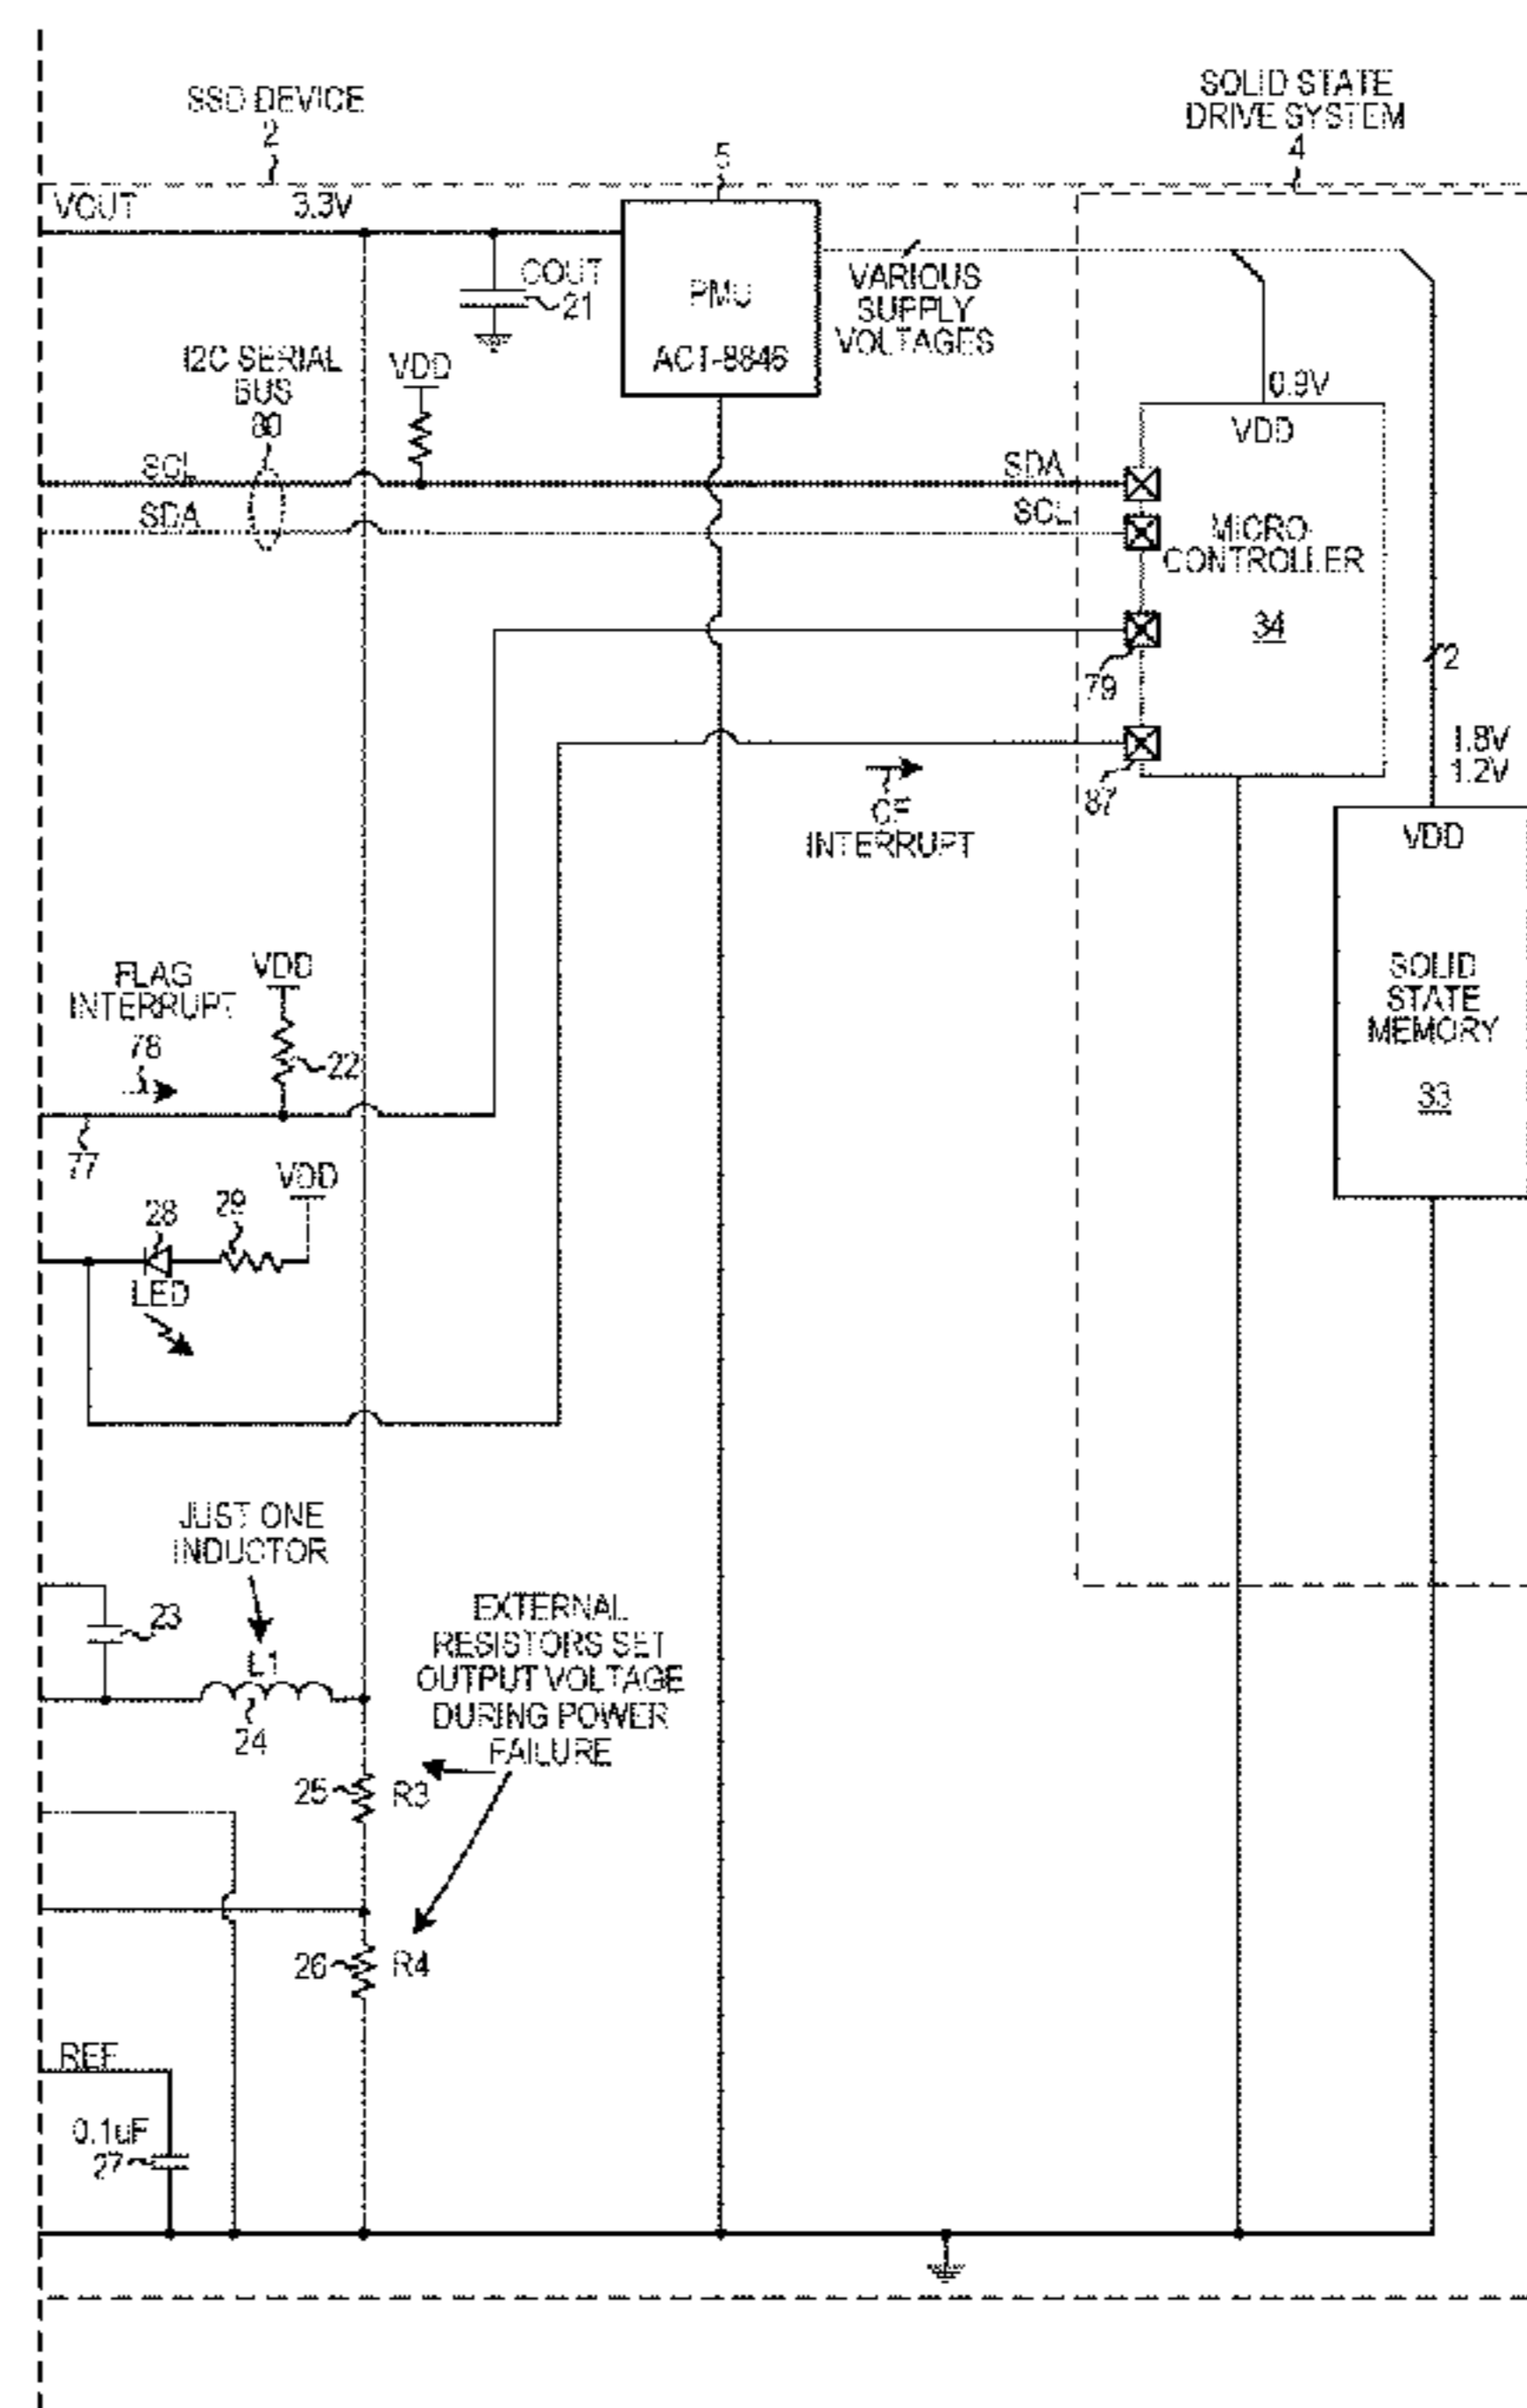 SSD DEVICE
2
SOLID STATE
DRIVE SYSTEM
4
5
VOUT
3.3V
COUT
21
PMU
ACT-8846
VARIOUS
SUPPLY
VOLTAGES
I2C SERIAL
BUS
80
VDD
0.9V
VDD
SCL
SDA
SDA
SCL
MICRO-
CONTROLLER
34
79
2
87
1.8V
1.2V
INTERRUPT
VDD
FLAG
INTERRUPT
78
VDD
22
SOLID
STATE
MEMORY
33
77
VDD
28
29
LED
JUST ONE
INDUCTOR
23
L1
24
EXTERNAL
RESISTORS SET
OUTPUT VOLTAGE
DURING POWER
FAILURE
25
R3
26
R4
REF
0.1uF
27